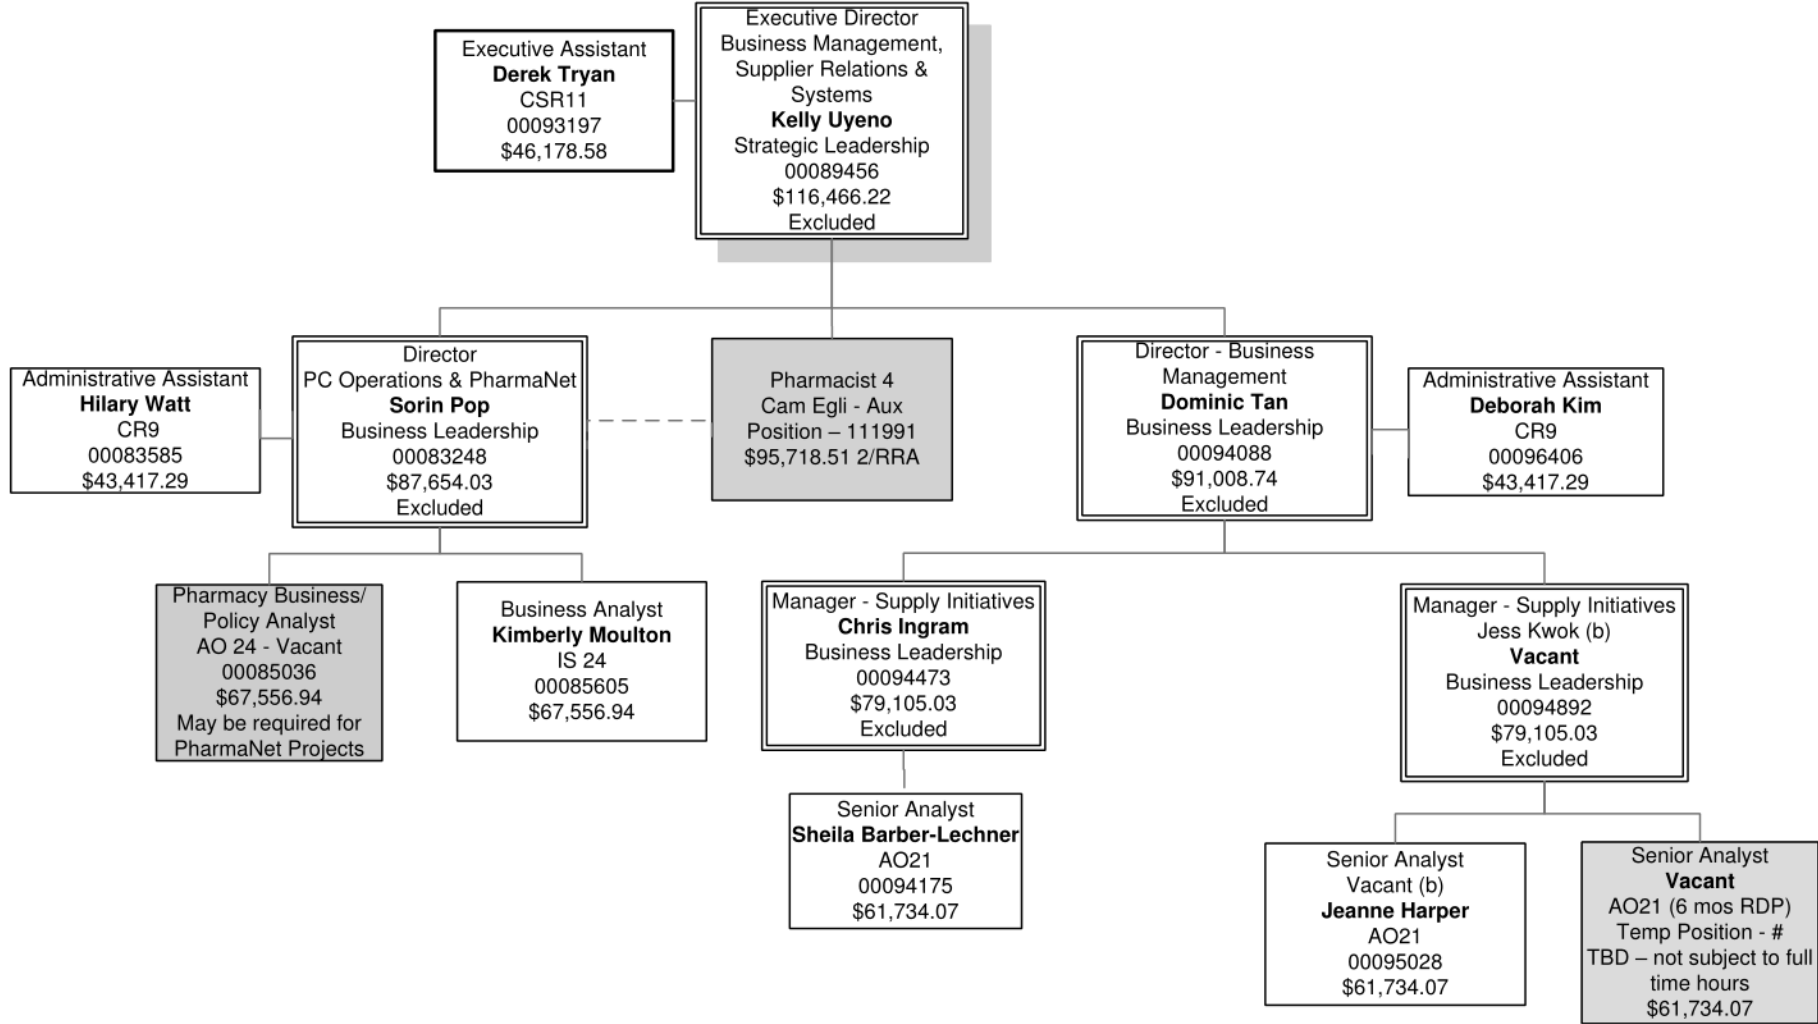 Executive Assistant
Derek Tryan
CSR11
00093197
$46,178.58
Executive Director
Business Management,
Supplier Relations &
Systems
Kelly Uyeno
Strategic Leadership
00089456
$116,466.22
Excluded
Administrative Assistant
Hilary Watt
CR9
00083585
$43,417.29
Director
PC Operations & PharmaNet
Sorin Pop
Business Leadership
00083248
$87,654.03
Excluded
Pharmacist 4
Cam Egli - Aux
Position – 111991
$95,718.51 2/RRA
Director - Business
Management
Dominic Tan
Business Leadership
00094088
$91,008.74
Excluded
Administrative Assistant
Deborah Kim
CR9
00096406
$43,417.29
Pharmacy Business/
Policy Analyst
AO 24 - Vacant
00085036
$67,556.94
May be required for
PharmaNet Projects
Business Analyst
Kimberly Moulton
IS 24
00085605
$67,556.94
Manager - Supply Initiatives
Chris Ingram
Business Leadership
00094473
$79,105.03
Excluded
Manager - Supply Initiatives
Jess Kwok (b)
Vacant
Business Leadership
00094892
$79,105.03
Excluded
Senior Analyst
Sheila Barber-Lechner
AO21
00094175
$61,734.07
Senior Analyst
Vacant (b)
Jeanne Harper
AO21
00095028
$61,734.07
Senior Analyst
Vacant
AO21 (6 mos RDP)
Temp Position - #
TBD – not subject to full
time hours
$61,734.07